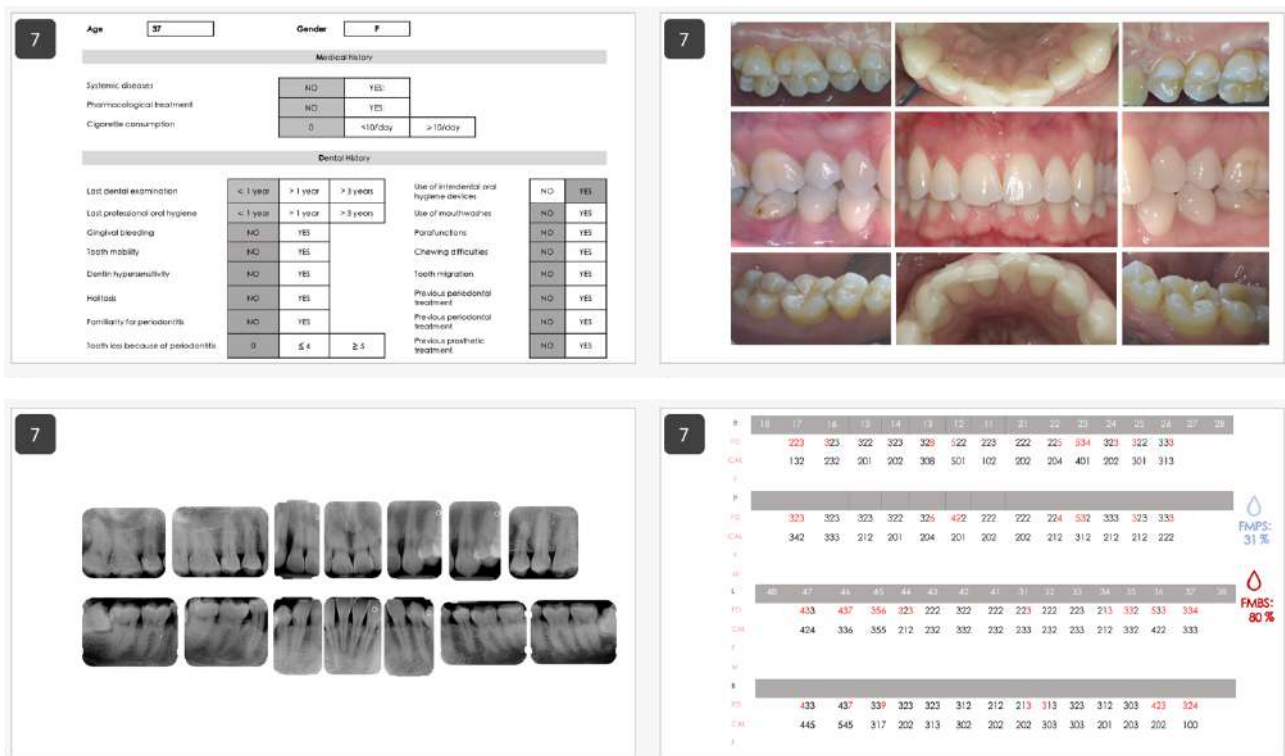 7
Age 37 Gender F
Medical History
Systemic diseases NO YES:
Pharmacological treatment NO YES
Cigarette consumption 0 <10/day ≥10/day
Dental History
Last dental examination < 1 year > 1 year > 3 years
Last professional oral hygiene < 1 year > 1 year > 3 years
Gingival bleeding NO YES
Tooth mobility NO YES
Dentin hypersensitivity NO YES
Halitosis NO YES
Familiarity for periodontitis NO YES
Tooth loss because of periodontitis 0 ≤ 4 ≥ 5
Use of interdental oral hygiene devices NO YES
Use of mouthwashes NO YES
Parafunctions NO YES
Chewing difficulties NO YES
Tooth migration NO YES
Previous periodontal treatment NO YES
Previous periodontal treatment NO YES
Previous prosthetic treatment NO YES
7
7
7
18 17 16 15 14 13 12 11 21 22 23 24 25 26 27 28
PD 223 323 322 323 328 522 223 222 225 534 323 322 333
CAL 132 232 201 202 308 501 102 202 204 401 202 301 313
P
PD 323 323 323 322 326 422 222 222 224 532 333 323 333
CAL 342 333 212 201 204 201 202 202 212 312 212 212 222
FMPS: 31 %
L 48 47 46 45 44 43 42 41 31 32 33 34 35 36 37 38
PD 433 437 356 323 222 322 222 223 222 223 213 332 533 334
CAL 424 336 355 212 232 332 232 233 232 233 212 332 422 333
FMBS: 80 %
B
PD 433 437 339 323 323 312 212 213 313 323 312 303 423 324
CAL 445 545 317 202 313 302 202 202 303 303 201 203 202 100